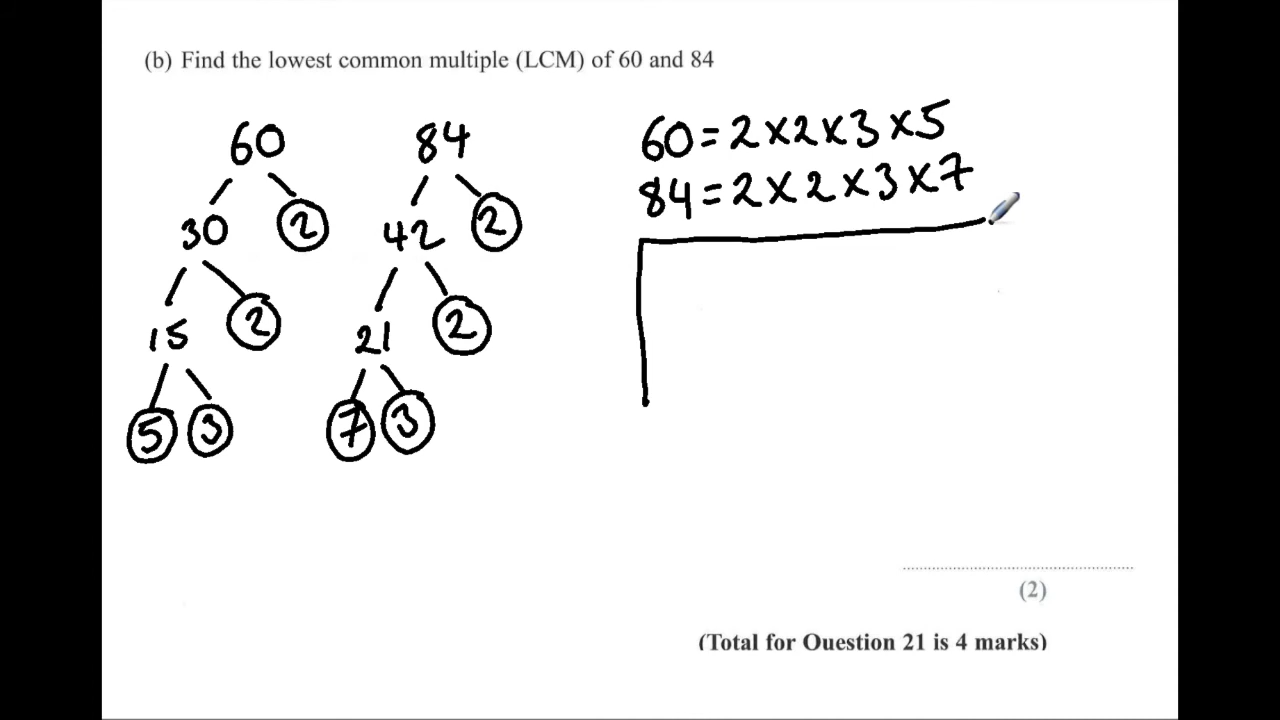 (b) Find the lowest common multiple (LCM) of 60 and 84
60 84
30 2 42 2
15 2 21 2
5 3 7 3
60=2×2×3×5
84=2×2×3×7
(2)
(Total for Question 21 is 4 marks)